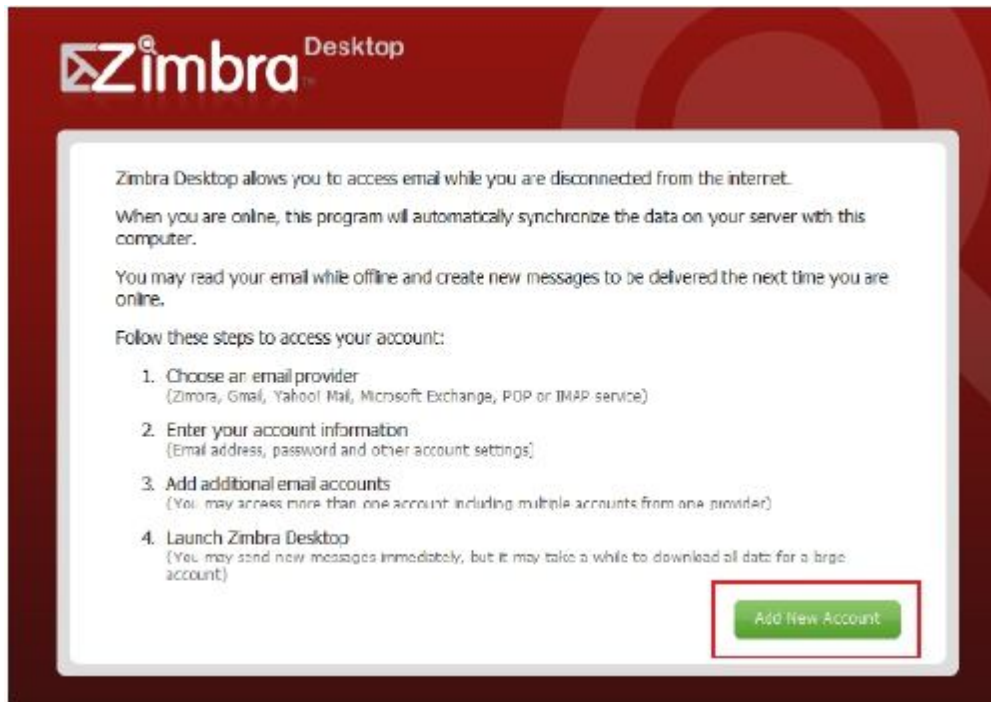 Zimbra Desktop
Zimbra Desktop allows you to access email while you are disconnected from the internet.
When you are online, this program will automatically synchronize the data on your server with this
computer.
You may read your email while offline and create new messages to be delivered the next time you are
online.
Follow these steps to access your account:
1. Choose an email provider
(Zimbra, Gmail, Yahoo! Mail, Microsoft Exchange, POP or IMAP service)
2. Enter your account information
(Email address, password and other account settings)
3. Add additional email accounts
(You may access more than one account including multiple accounts from one provider)
4. Launch Zimbra Desktop
(You may send new messages immediately, but it may take a while to download all data for a large
account)
Add New Account